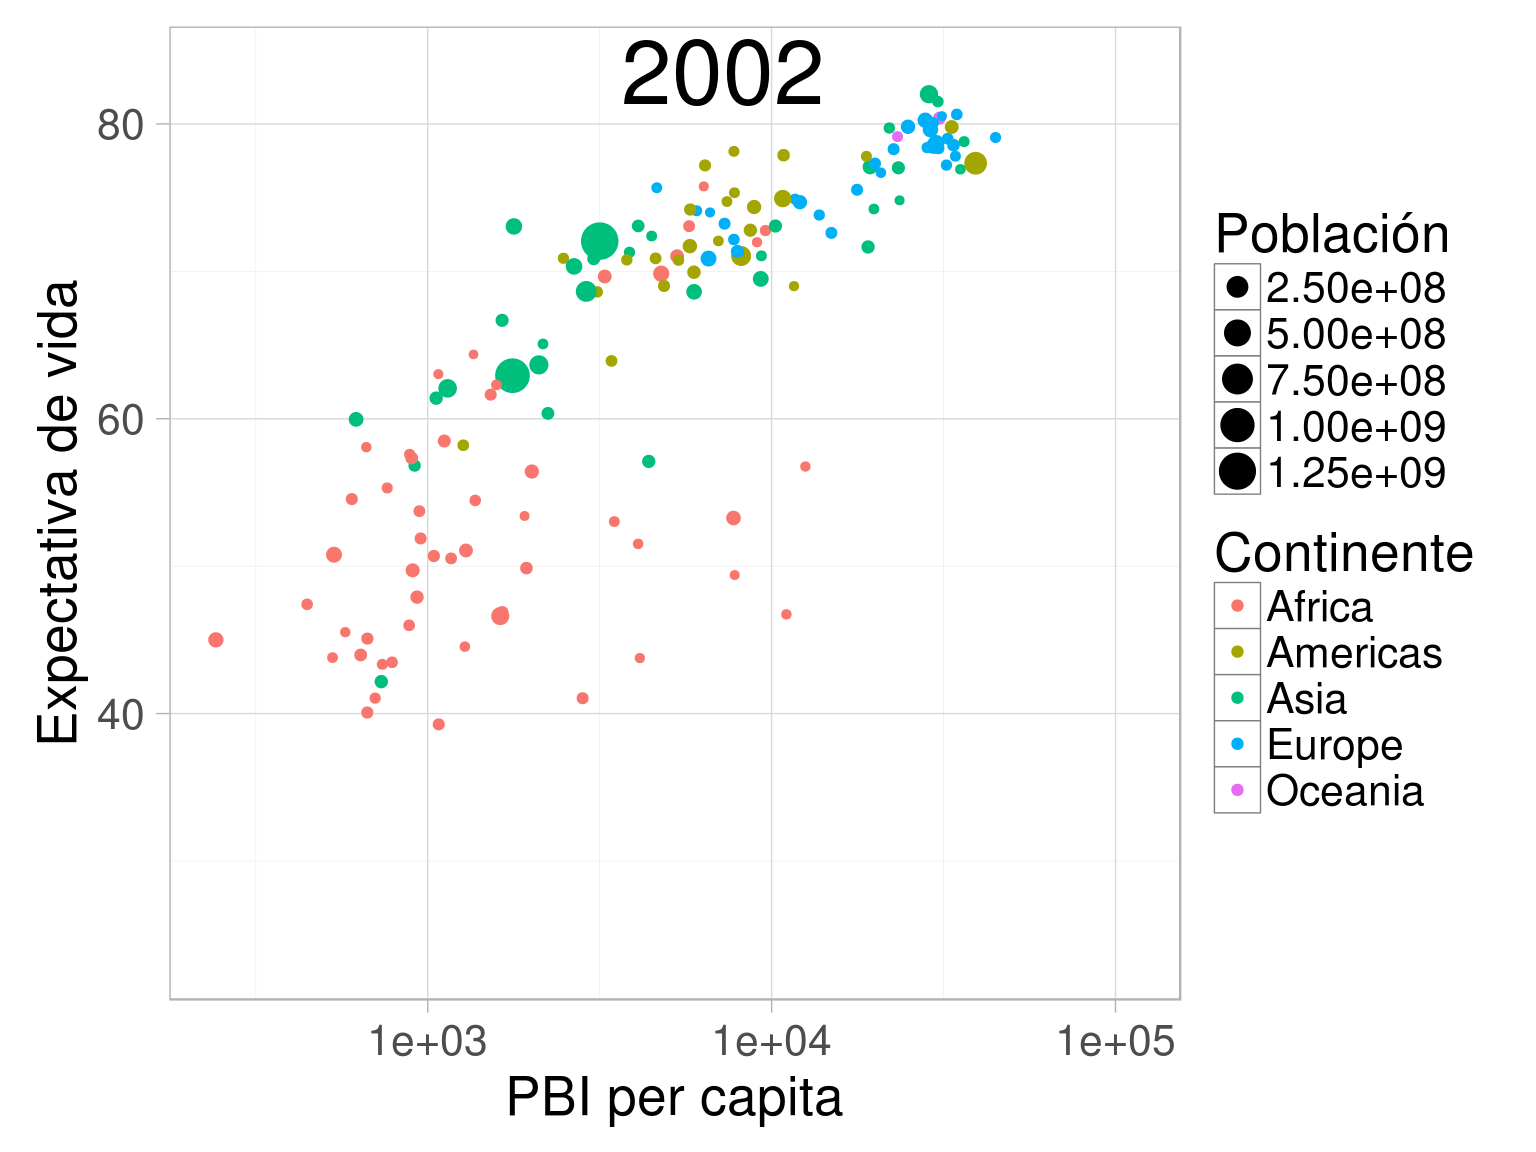 2002
80
60
40
Expectativa de vida
1e+03
1e+04
1e+05
PBI per capita
Población
2.50e+08
5.00e+08
7.50e+08
1.00e+09
1.25e+09
Continente
Africa
Americas
Asia
Europe
Oceania